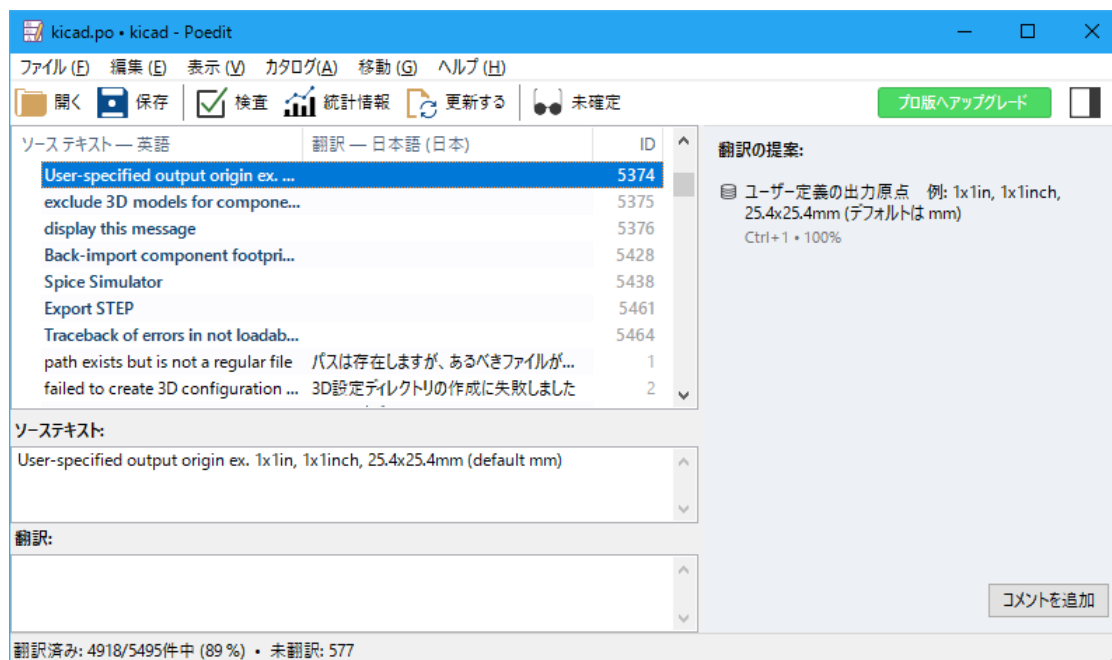 kicad.po • kicad - Poedit
ファイル (F) 編集 (E) 表示 (V) カタログ(A) 移動 (G) ヘルプ (H)
開く 保存 検査 統計情報 更新する 未確定 プロ版へアップグレード
ソース テキスト — 英語 翻訳 — 日本語 (日本) ID
User-specified output origin ex. ... 5374
exclude 3D models for compone... 5375
display this message 5376
Back-import component footpri... 5428
Spice Simulator 5438
Export STEP 5461
Traceback of errors in not loadab... 5464
path exists but is not a regular file パスは存在しますが、あるべきファイルが... 1
failed to create 3D configuration ... 3D設定ディレクトリの作成に失敗しました 2
ソーステキスト:
User-specified output origin ex. 1x1in, 1x1inch, 25.4x25.4mm (default mm)
翻訳:
翻訳の提案:
ユーザー定義の出力原点 例: 1x1in, 1x1inch,
25.4x25.4mm (デフォルトは mm)
Ctrl+1 • 100%
コメントを追加
翻訳済み: 4918/5495件中 (89 %) • 未翻訳: 577